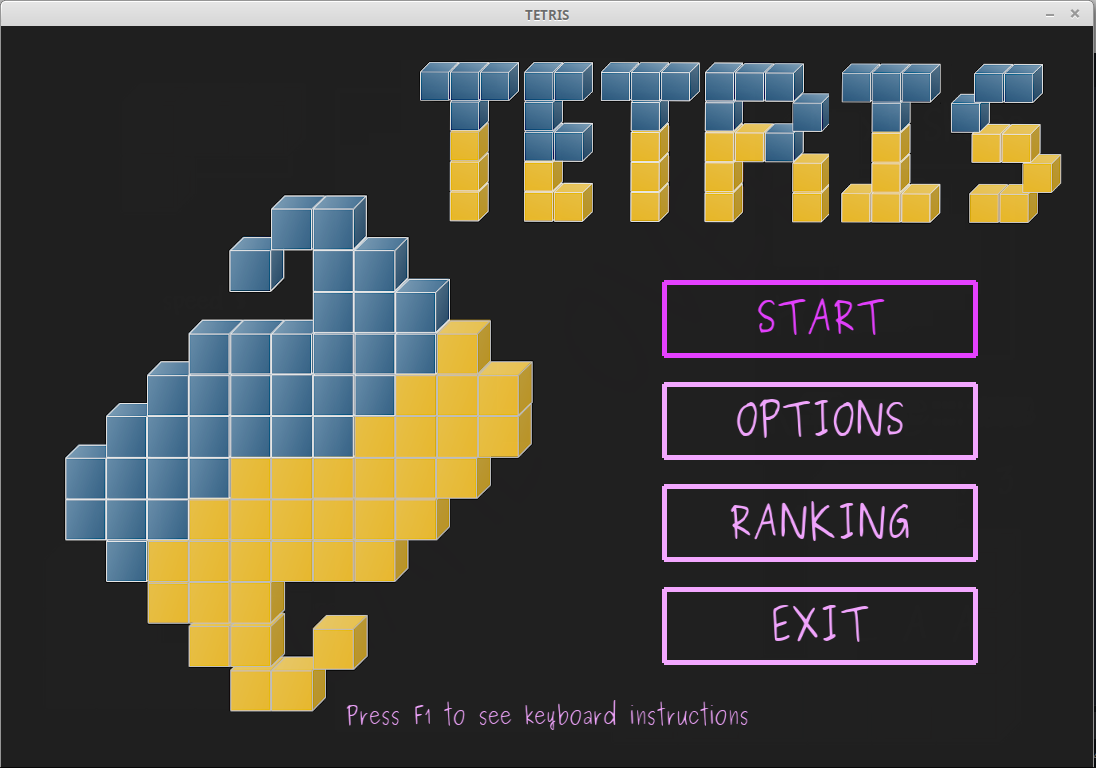 TETRIS
TETRIS
START
OPTIONS
RANKING
EXIT
Press F1 to see keyboard instructions